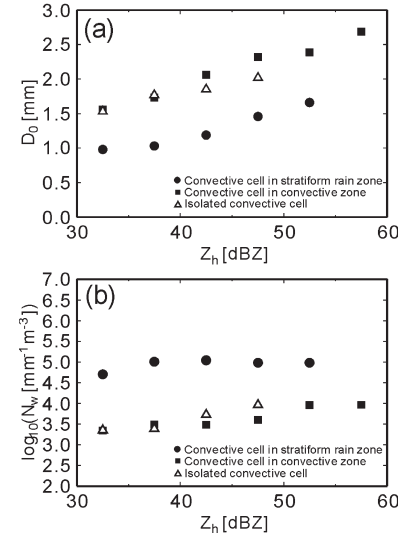 (a)
3.0
2.5
2.0
1.5
1.0
0.5
0.0
D0 [mm]
Convective cell in stratiform rain zone
Convective cell in convective zone
Isolated convective cell
30 40 50 60
Zh [dBZ]
(b)
7.0
6.5
6.0
5.5
5.0
4.5
4.0
3.5
3.0
2.5
2.0
log10(Nw [mm-1m-3])
Convective cell in stratiform rain zone
Convective cell in convective zone
Isolated convective cell
30 40 50 60
Zh [dBZ]